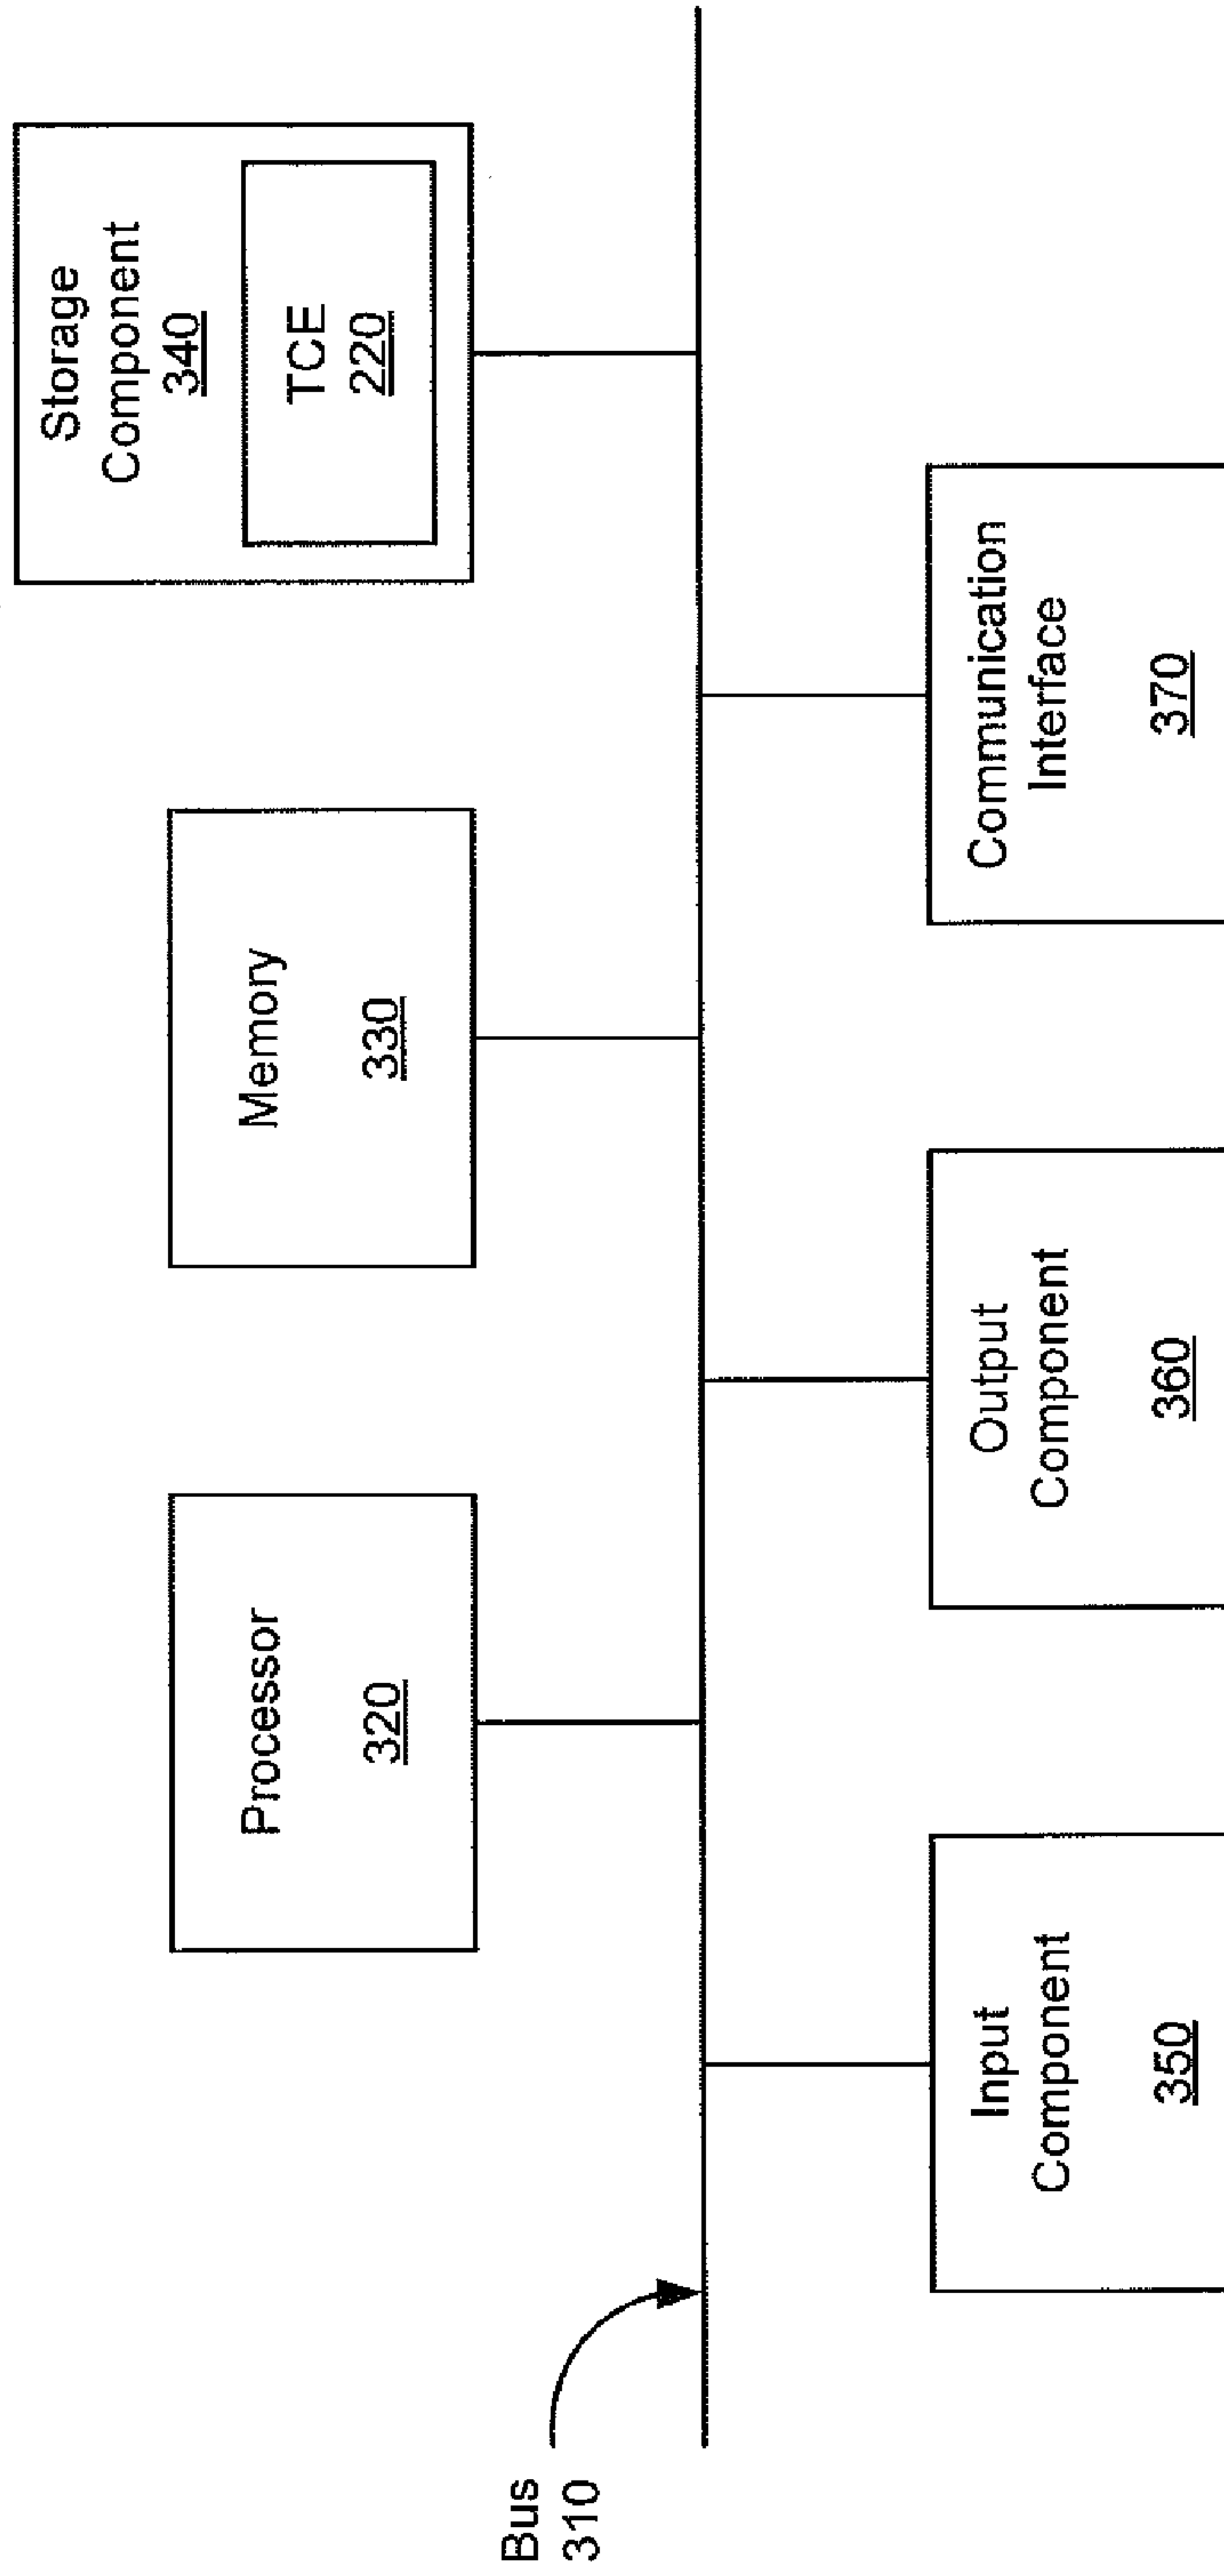 Processor
320
Memory
330
Storage
Component
340
TCE
220
Bus
310
Input
Component
350
Output
Component
360
Communication
Interface
370